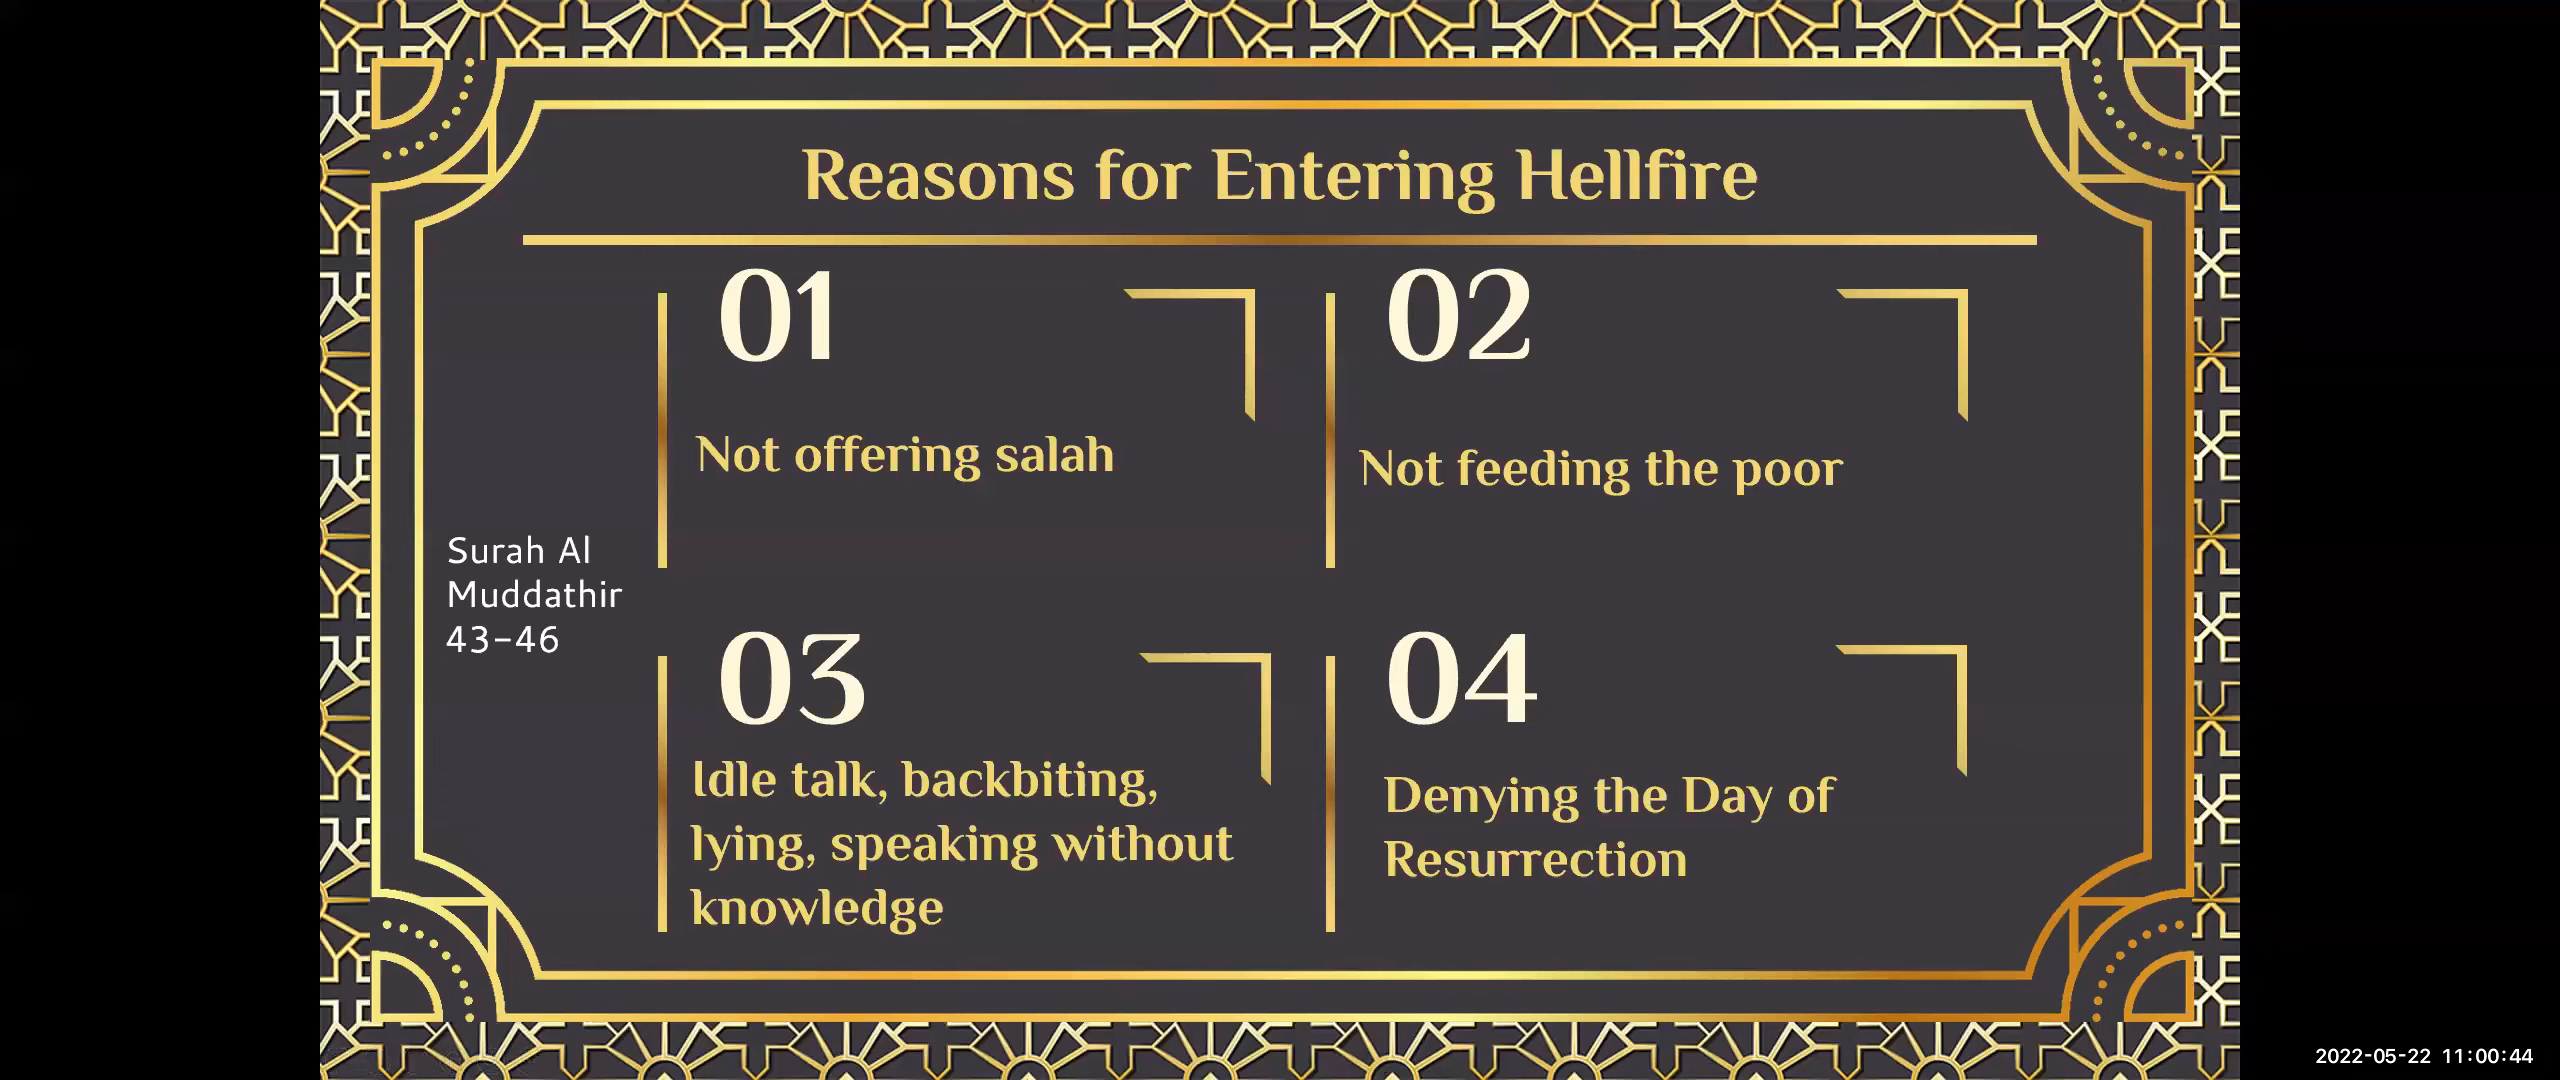 Reasons for Entering Hellfire
01
Not offering salah
02
Not feeding the poor
Surah Al
Muddathir
43-46
03
Idle talk, backbiting,
lying, speaking without
knowledge
04
Denying the Day of
Resurrection
2022-05-22 11:00:44